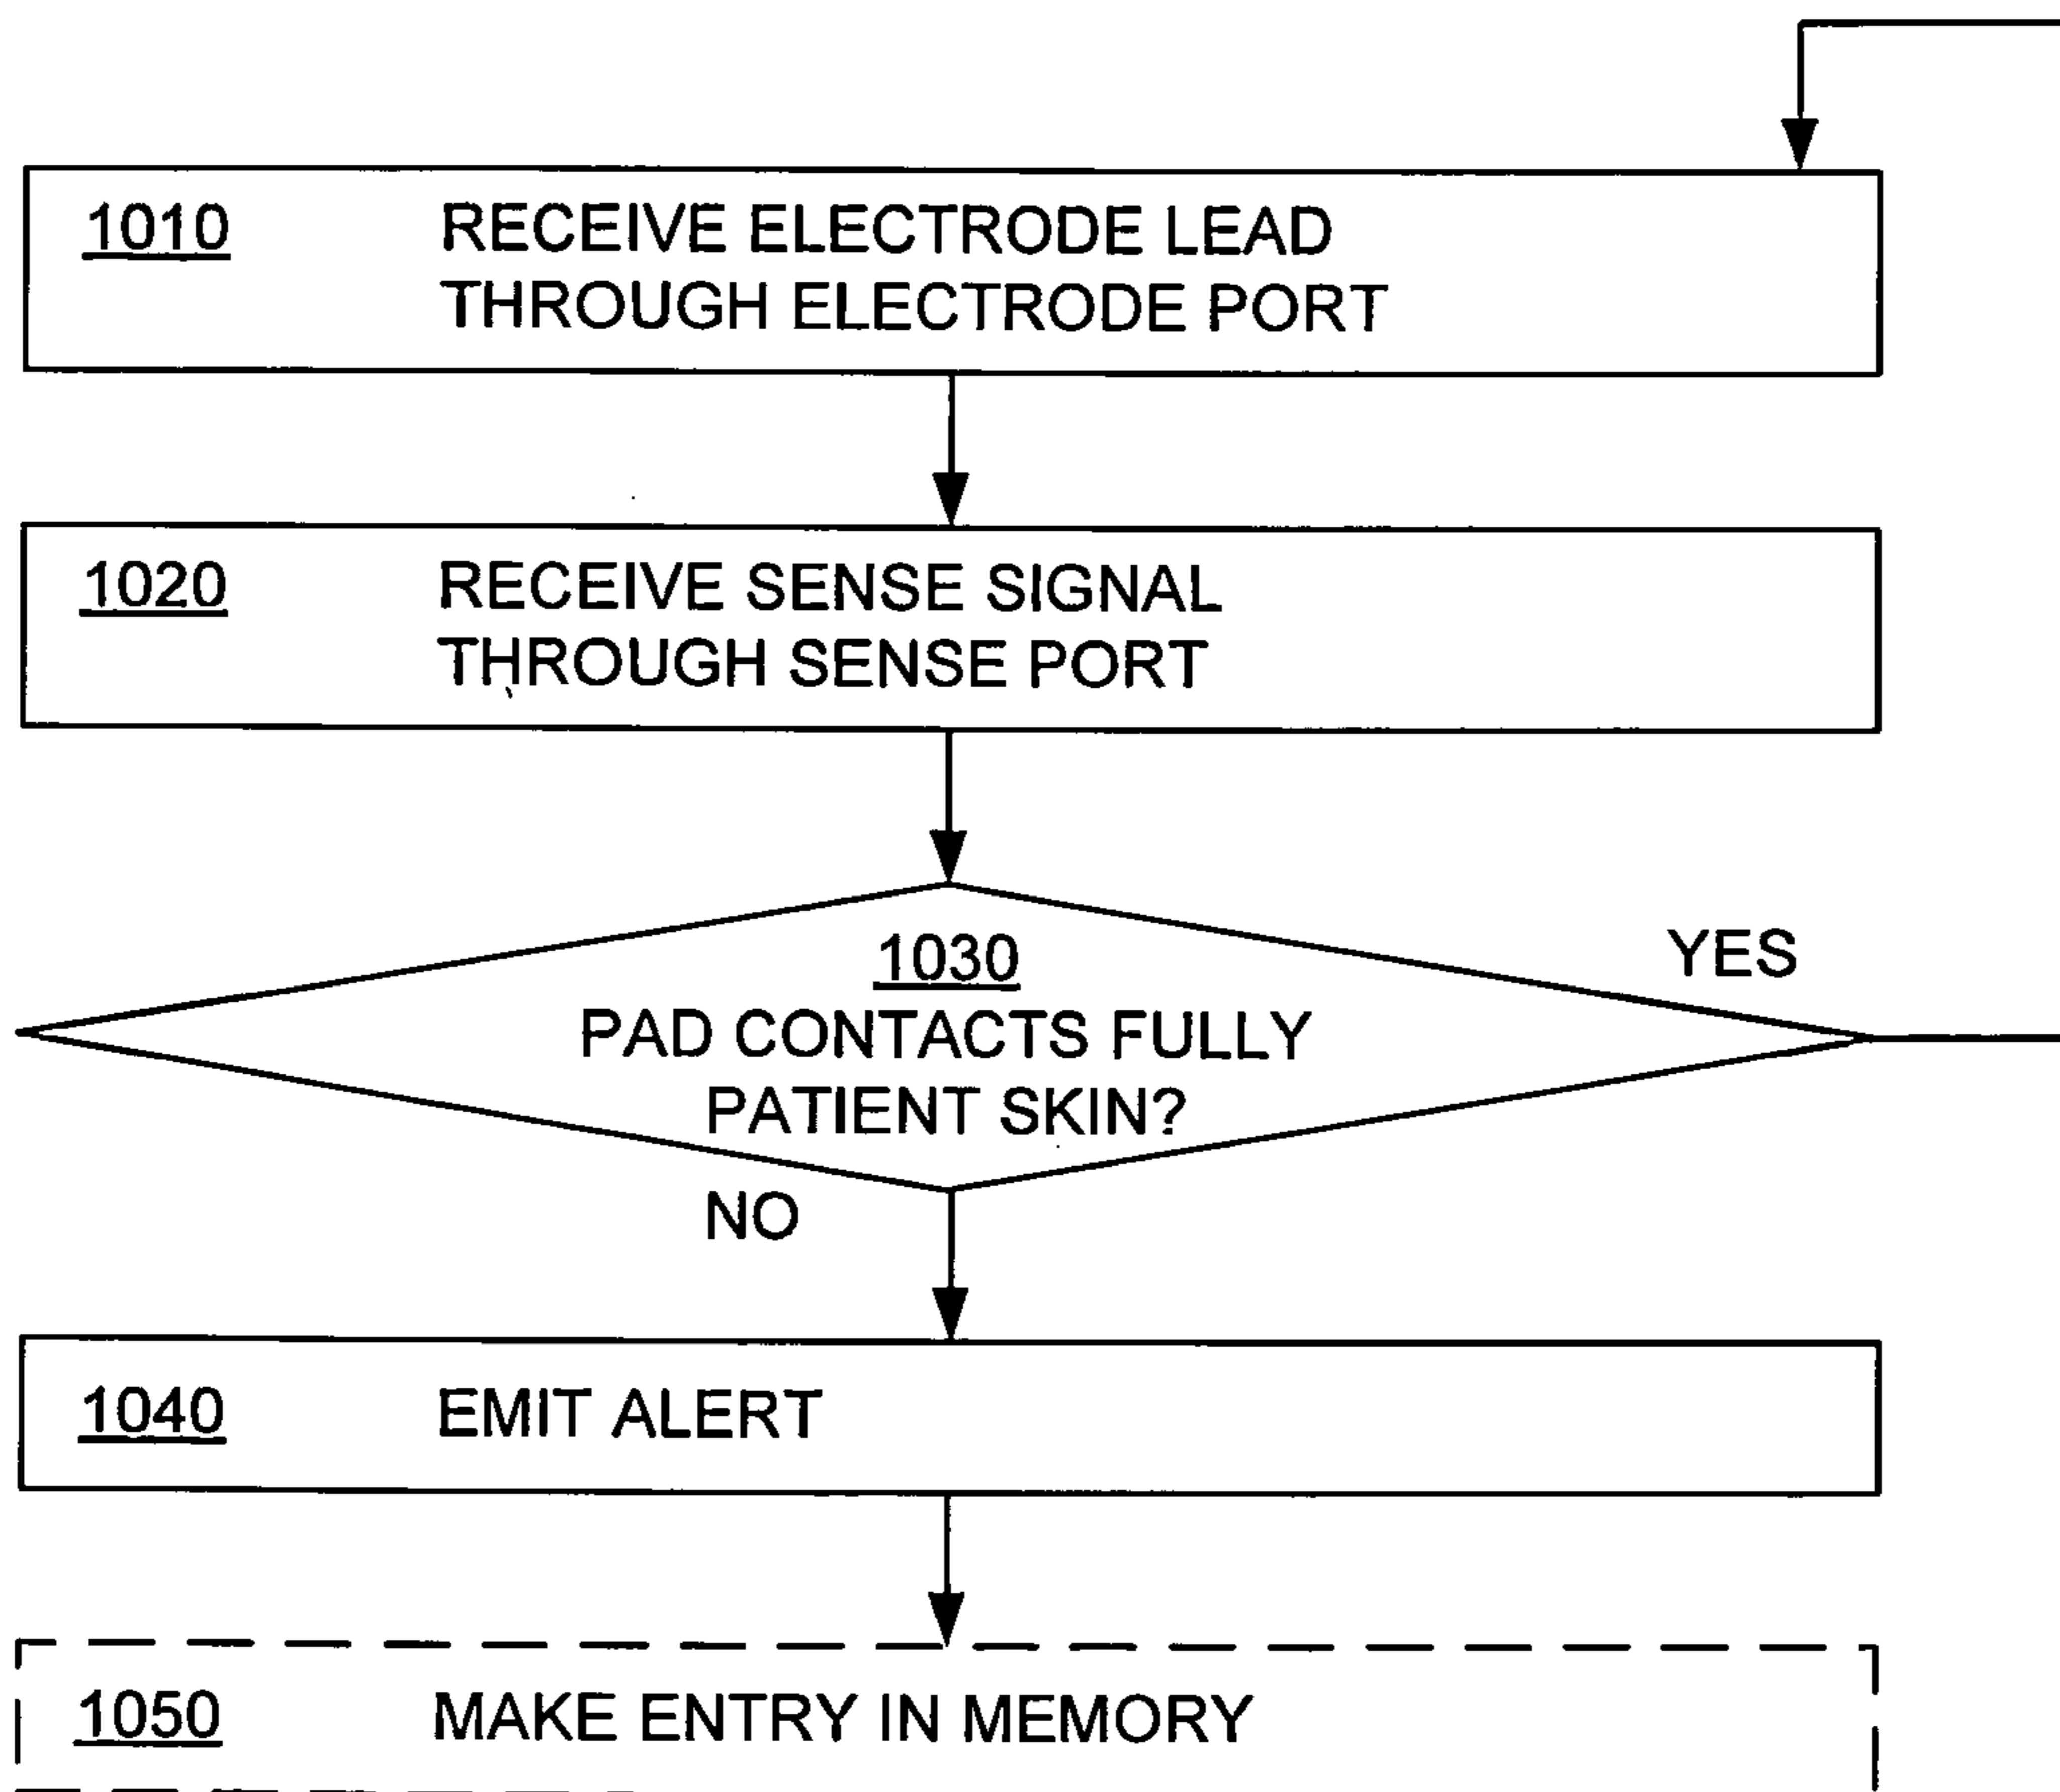 1010 RECEIVE ELECTRODE LEAD
THROUGH ELECTRODE PORT
1020 RECEIVE SENSE SIGNAL
THROUGH SENSE PORT
1030
YES
PAD CONTACTS FULLY
PATIENT SKIN?
NO
1040 EMIT ALERT
1050 MAKE ENTRY IN MEMORY